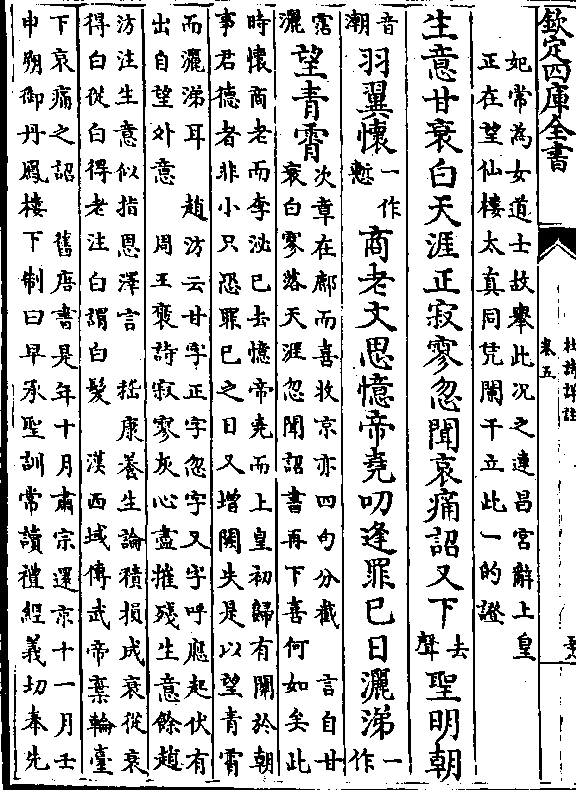 欽定四庫全書
杜詩詳註
卷五
妃常為女道士故舉此况之連昌宮辭上皇
正在望仙樓太真同凭闌干立此一的證
生意甘衰白天涯正寂寥忽聞哀痛詔又下去聲聖明朝
音潮羽翼懷一作慙商老文思憶帝堯叨逢罪已日灑涕一作
霑灑望青霄
次章在鄜而喜收京亦四句分截 言自甘
衰白寥落天涯忽聞詔書再下喜何如矣此
時懷商老而李泌已去憶帝堯而上皇初歸有關於朝
事君德者非小只恐罪已之日又增闕失是以望青霄
而灑涕耳 趙汸云甘字正字忽字又字呼應起伏有
出自望外意 周王褒詩寂寥灰心盡摧殘生意餘趙
汸注生意似指恩澤言 嵇康養生論積損成衰從衰
得白從白得老注白謂白髮 漢西域傳武帝棄輪臺
下哀痛之詔 舊唐書是年十月肅宗還京十一月壬
申朔御丹鳳樓下制曰早承聖訓常讀禮經義切奉先